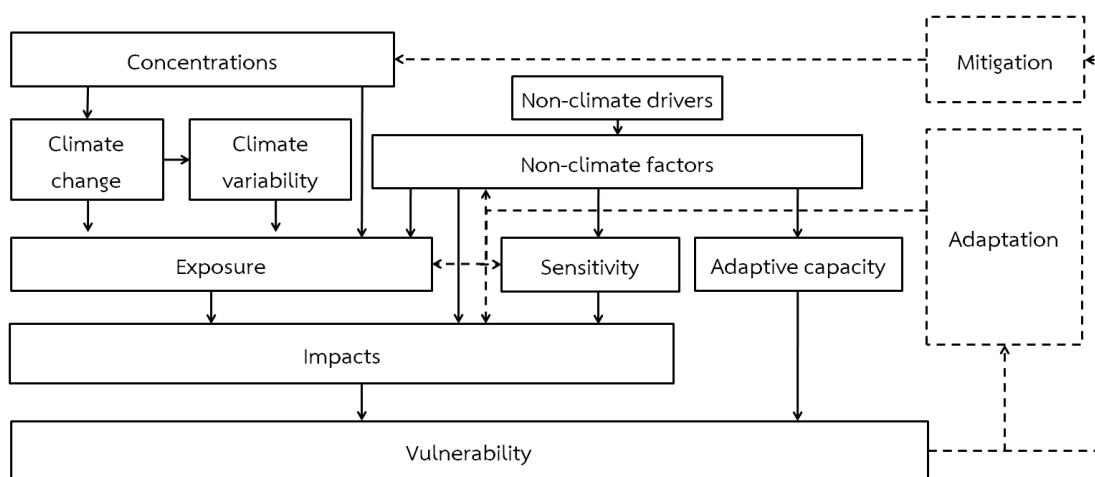 Concentrations
Mitigation
Non-climate drivers
Climate
change
Climate
variability
Non-climate factors
Adaptation
Exposure
Sensitivity
Adaptive capacity
Impacts
Vulnerability